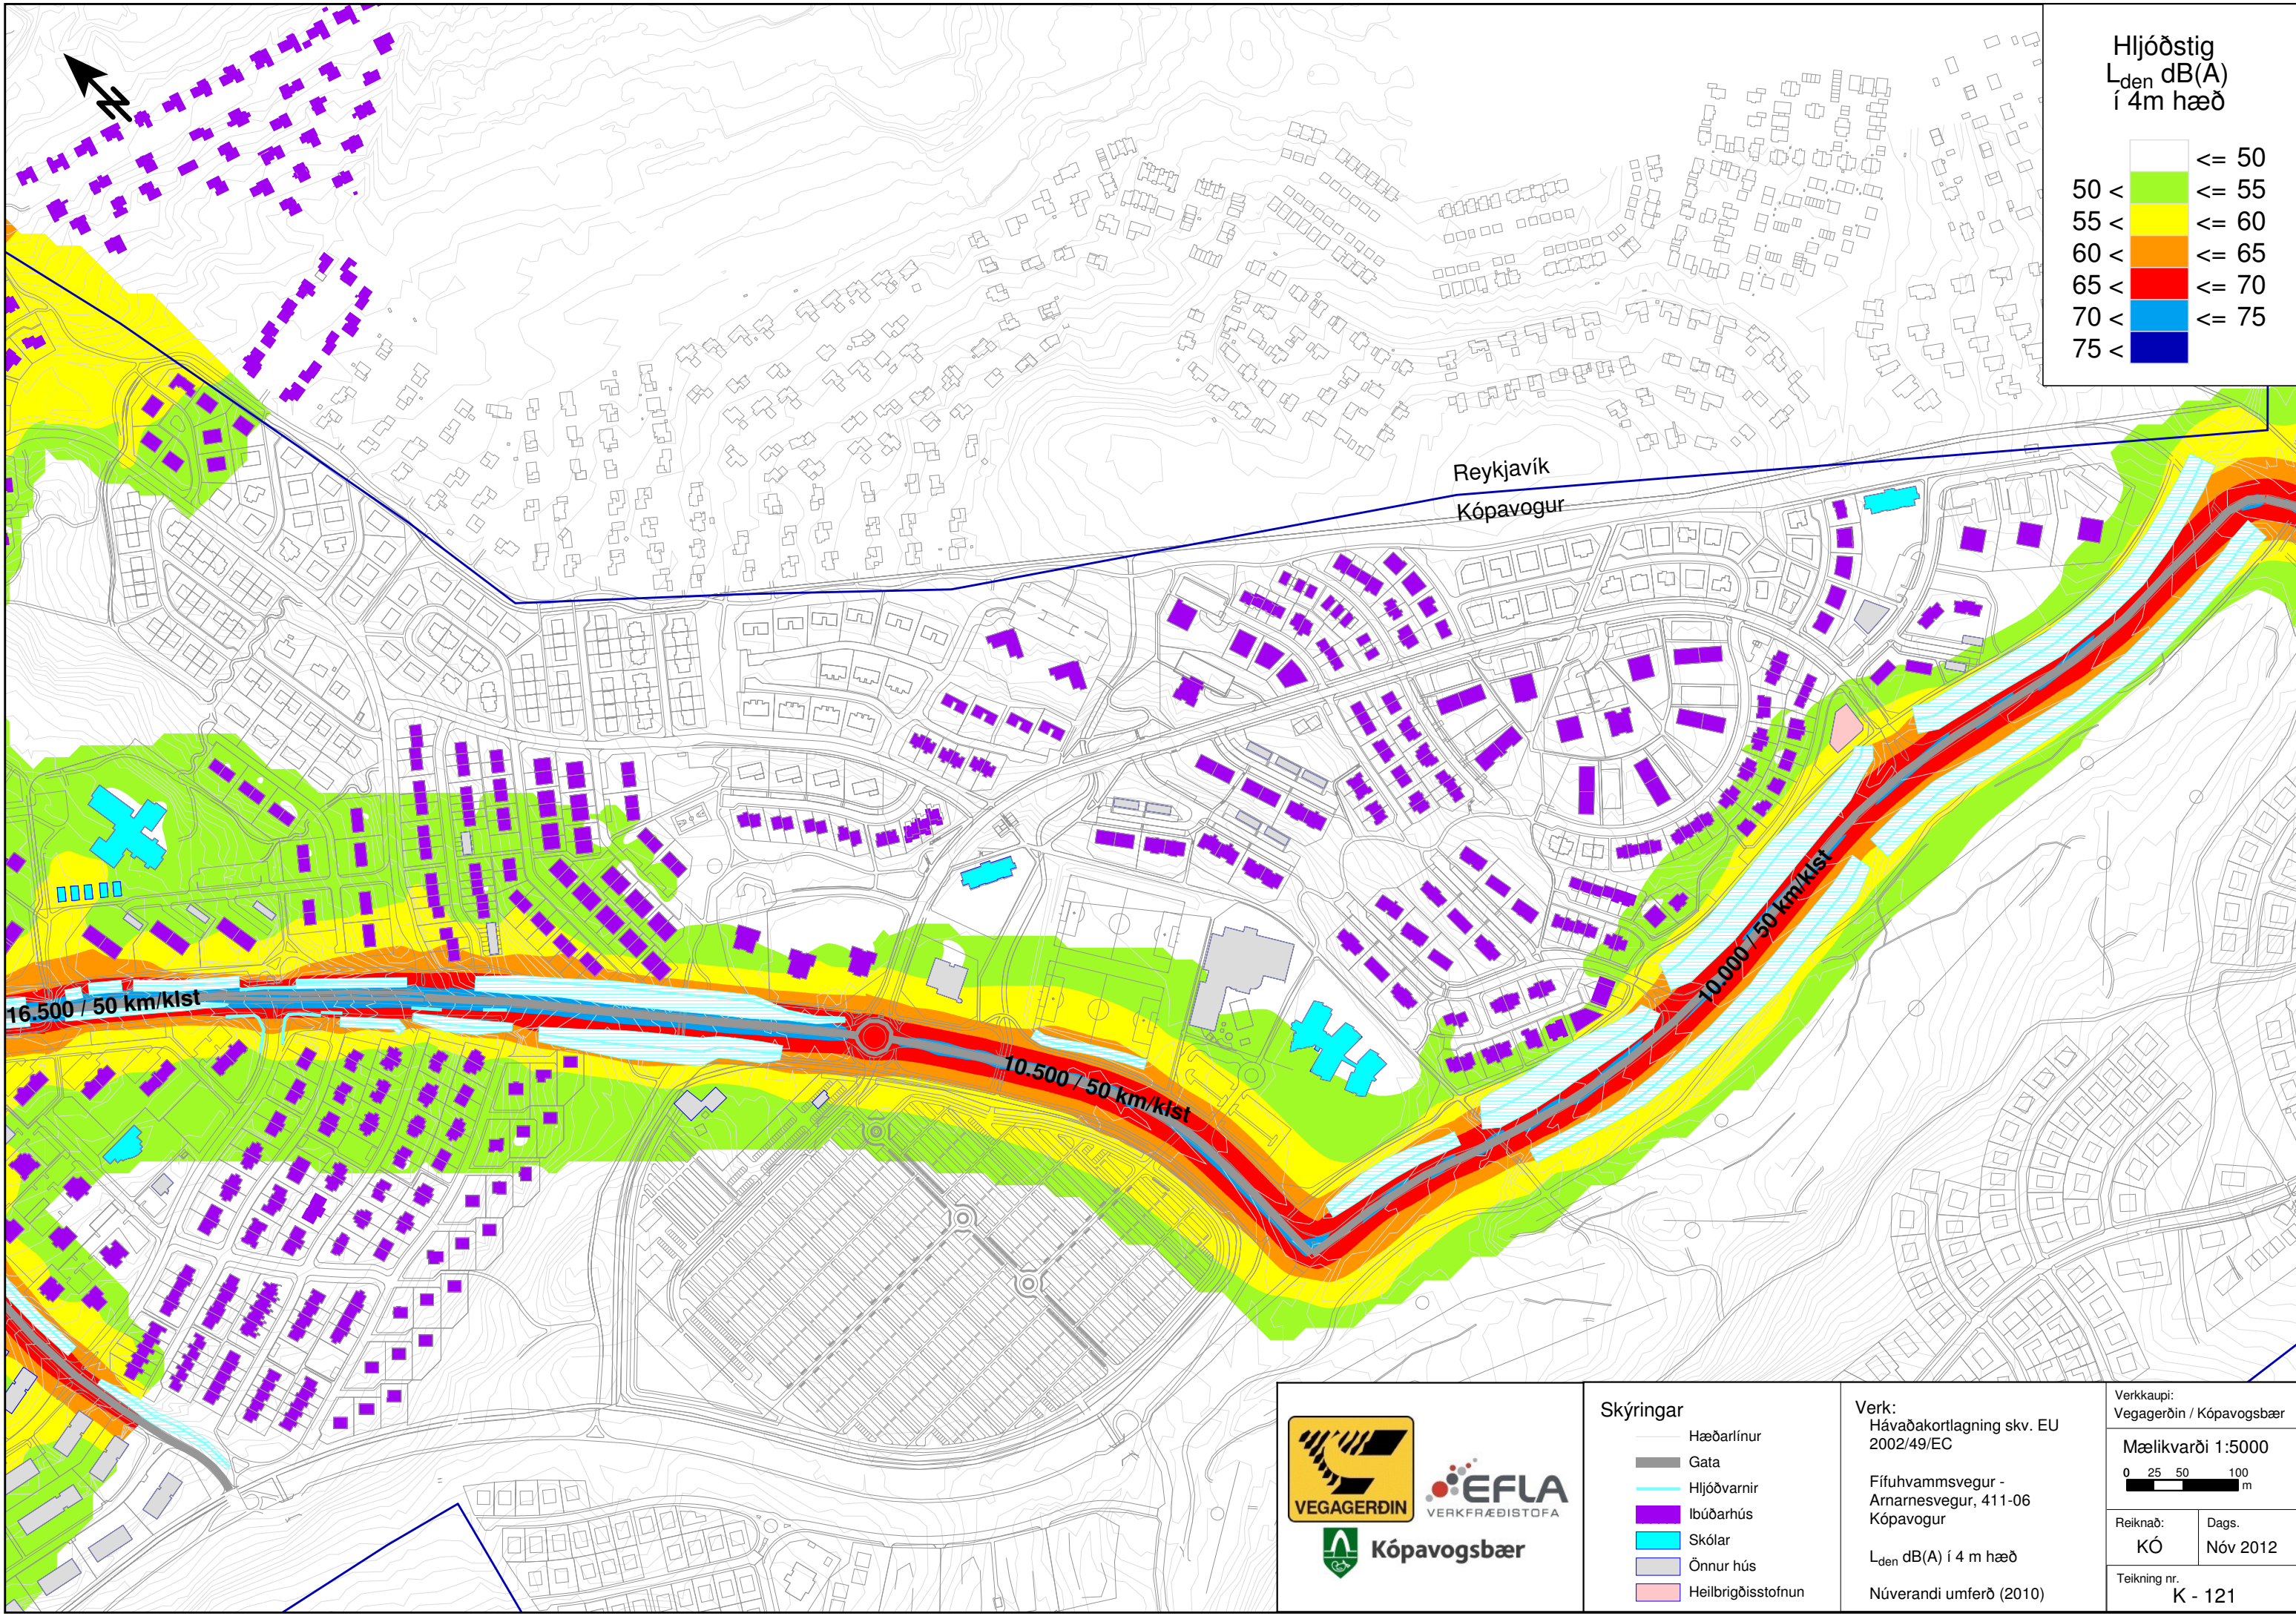 N
Hljóðstig
Lden dB(A)
í 4m hæð
<= 50
50 < <= 55
55 < <= 60
60 < <= 65
65 < <= 70
70 < <= 75
75 <
Reykjavík
Kópavogur
16.500 / 50 km/klst
10.500 / 50 km/klst
10.000 / 50 km/klst
VEGAGERÐIN
EFLA
VERKFRÆÐISTOFA
Kópavogsbær
Skýringar
Hæðarlínur
Gata
Hljóðvarnir
Ibúðarhús
Skólar
Önnur hús
Heilbrigðisstofnun
Verk:
Hávaðakortlagning skv. EU
2002/49/EC
Fífuhvammsvegur -
Arnarnesvegur, 411-06
Kópavogur
Lden dB(A) í 4 m hæð
Núverandi umferð (2010)
Verkkaupi:
Vegagerðin / Kópavogsbær
Mælikvarði 1:5000
0 25 50 100
m
Reiknað:
KÓ
Dags.
Nóv 2012
Teikning nr.
K - 121